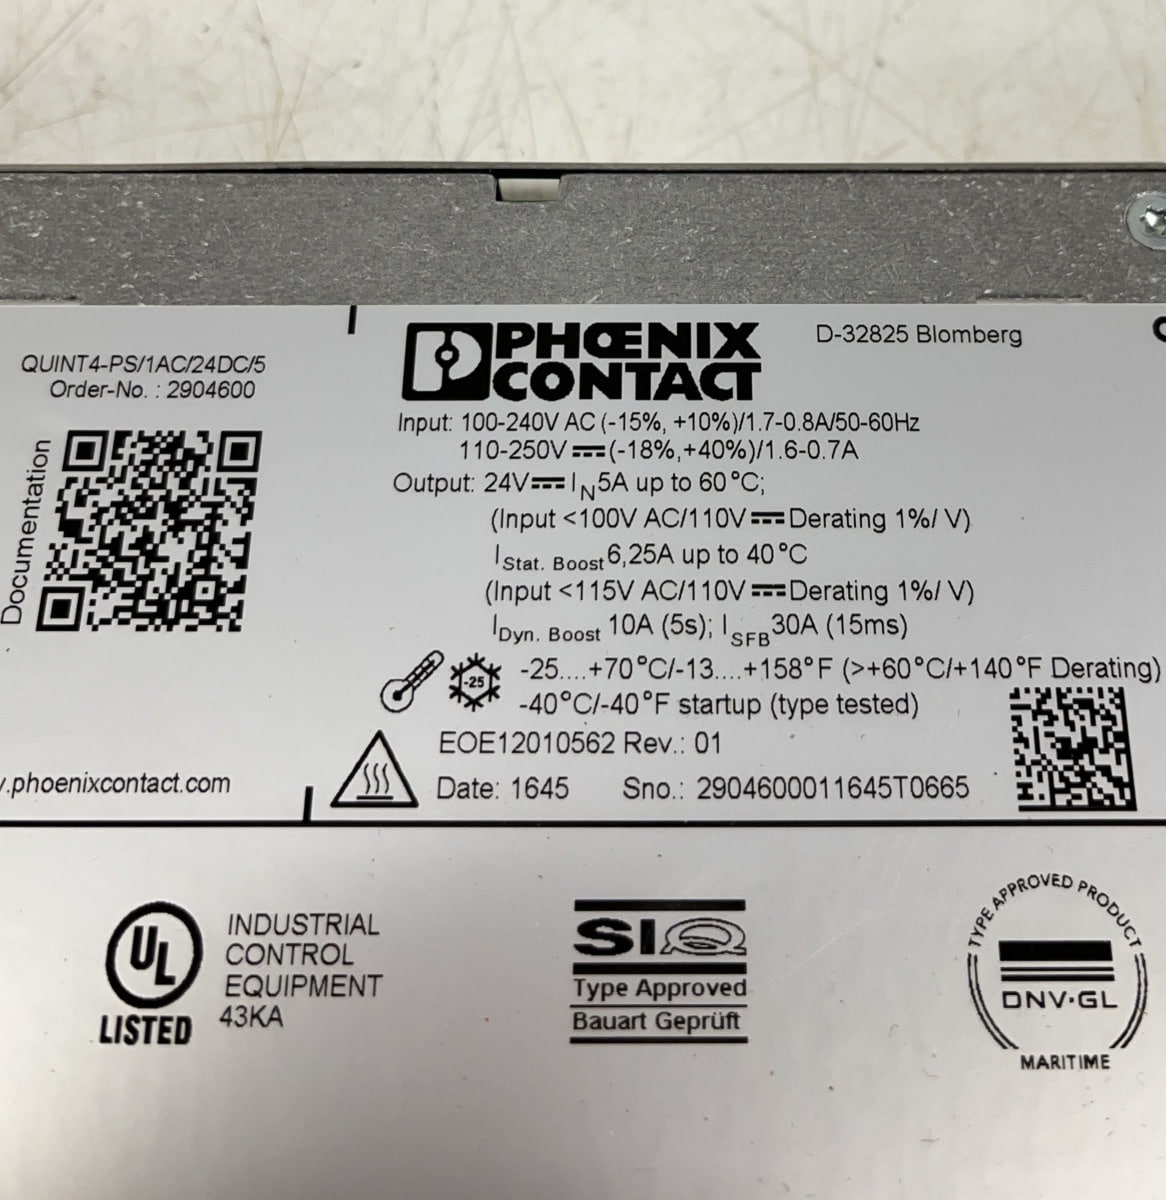 QUINT4-PS/1AC/24DC/5
Order-No. : 2904600
Documentation
.phoenixcontact.com
PHŒNIX
CONTACT
D-32825 Blomberg
Input: 100-240V AC (-15%, +10%)/1.7-0.8A/50-60Hz
110-250V⎓(-18%,+40%)/1.6-0.7A
Output: 24V⎓ IN5A up to 60°C;
(Input <100V AC/110V⎓Derating 1%/ V)
IStat. Boost 6,25A up to 40°C
(Input <115V AC/110V⎓Derating 1%/ V)
IDyn. Boost 10A (5s); ISFB30A (15ms)
-25
-25....+70°C/-13....+158°F (>+60°C/+140°F Derating)
-40°C/-40°F startup (type tested)
EOE12010562 Rev.: 01
Date: 1645 Sno.: 2904600011645T0665
UL
LISTED
INDUSTRIAL
CONTROL
EQUIPMENT
43KA
SIQ
Type Approved
Bauart Geprüft
TYPE APPROVED PRODUCT
DNV·GL
MARITIME